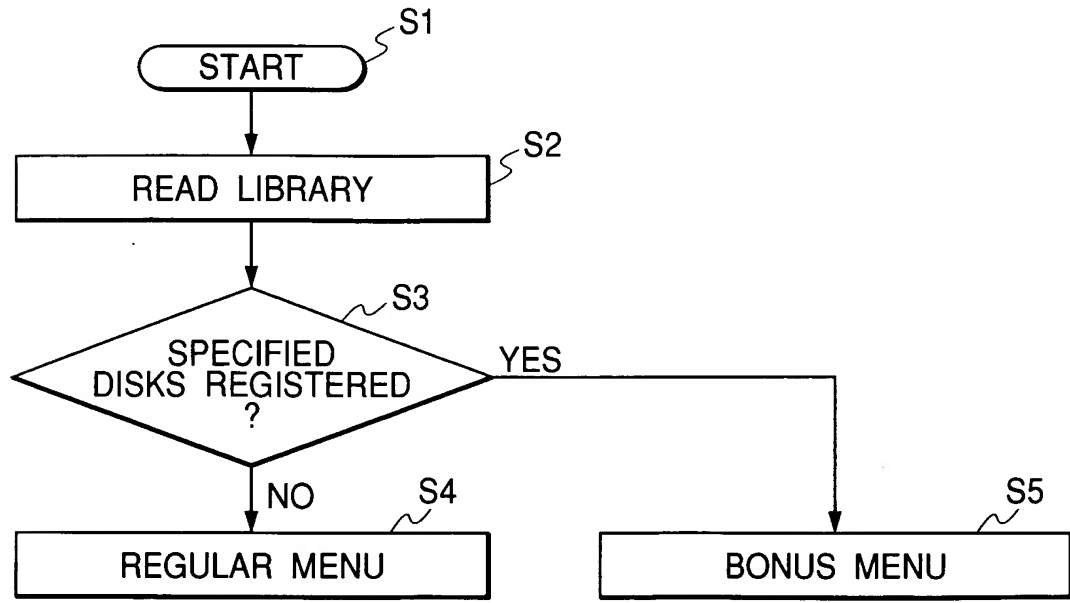 S1
START
S2
READ LIBRARY
S3
SPECIFIED
DISKS REGISTERED
?
YES
NO
S4
REGULAR MENU
S5
BONUS MENU